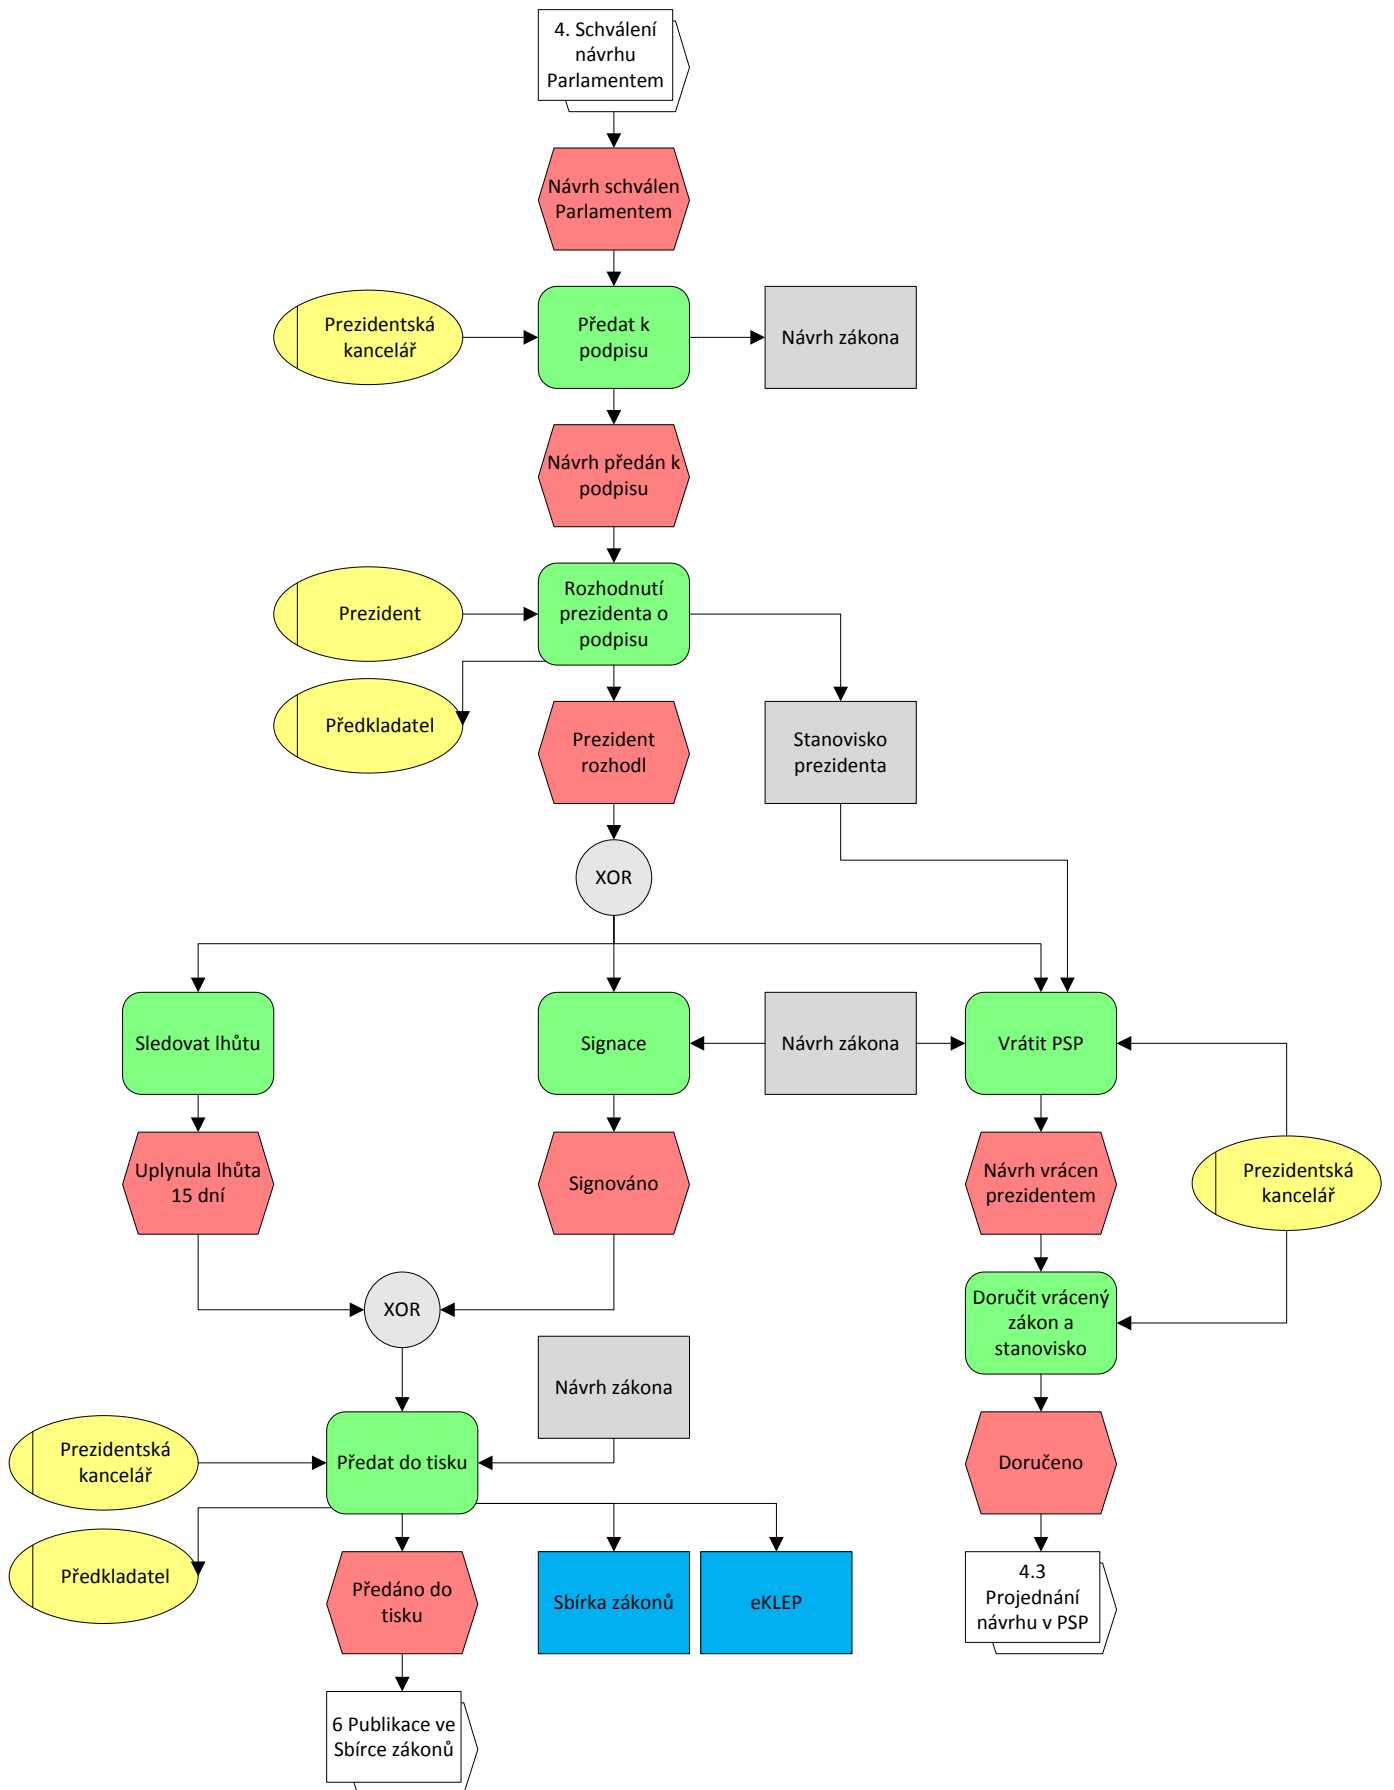 4. Schválení
návrhu
Parlamentem
Návrh schválen
Parlamentem
Prezidentská
kancelář
Předat k
podpisu
Návrh zákona
Návrh předán k
podpisu
Prezident
Rozhodnutí
prezidenta o
podpisu
Předkladatel
Prezident
rozhodl
Stanovisko
prezidenta
XOR
Sledovat lhůtu
Signace
Návrh zákona
Vrátit PSP
Uplynula lhůta
15 dní
Signováno
Návrh vrácen
prezidentem
Prezidentská
kancelář
XOR
Doručit vrácený
zákon a
stanovisko
Návrh zákona
Prezidentská
kancelář
Předat do tisku
Doručeno
Předkladatel
Předáno do
tisku
Sbírka zákonů
eKLEP
4.3
Projednání
návrhu v PSP
6 Publikace ve
Sbírce zákonů